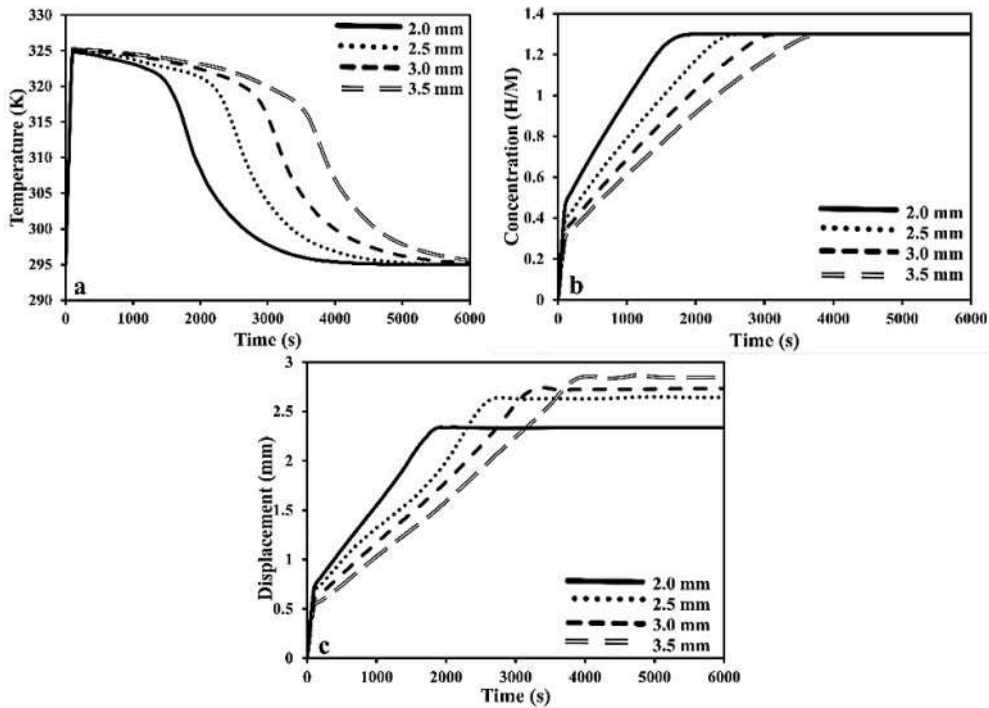 330
325
320
315
310
305
300
295
290
Temperature (K)
2.0 mm
2.5 mm
3.0 mm
3.5 mm
a
0 1000 2000 3000 4000 5000 6000
Time (s)
1.4
1.2
1
0.8
0.6
0.4
0.2
0
Concentration (H/M)
2.0 mm
2.5 mm
3.0 mm
3.5 mm
b
0 1000 2000 3000 4000 5000 6000
Time (s)
3
2.5
2
1.5
1
0.5
0
Displacement (mm)
2.0 mm
2.5 mm
3.0 mm
3.5 mm
c
0 1000 2000 3000 4000 5000 6000
Time (s)